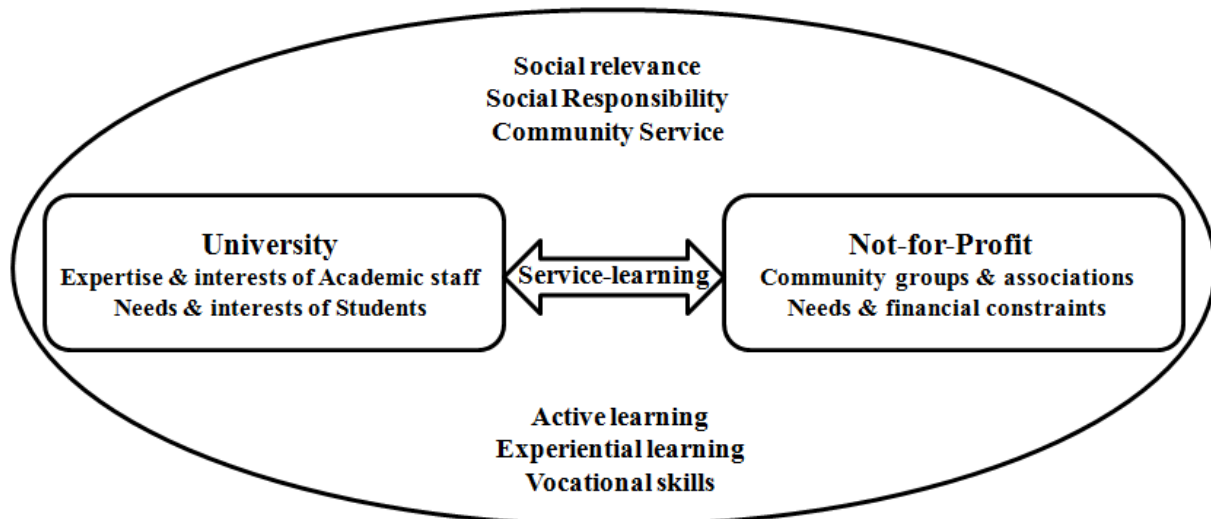 Social relevance
Social Responsibility
Community Service
University
Expertise & interests of Academic staff
Needs & interests of Students
Service-learning
Not-for-Profit
Community groups & associations
Needs & financial constraints
Active learning
Experiential learning
Vocational skills